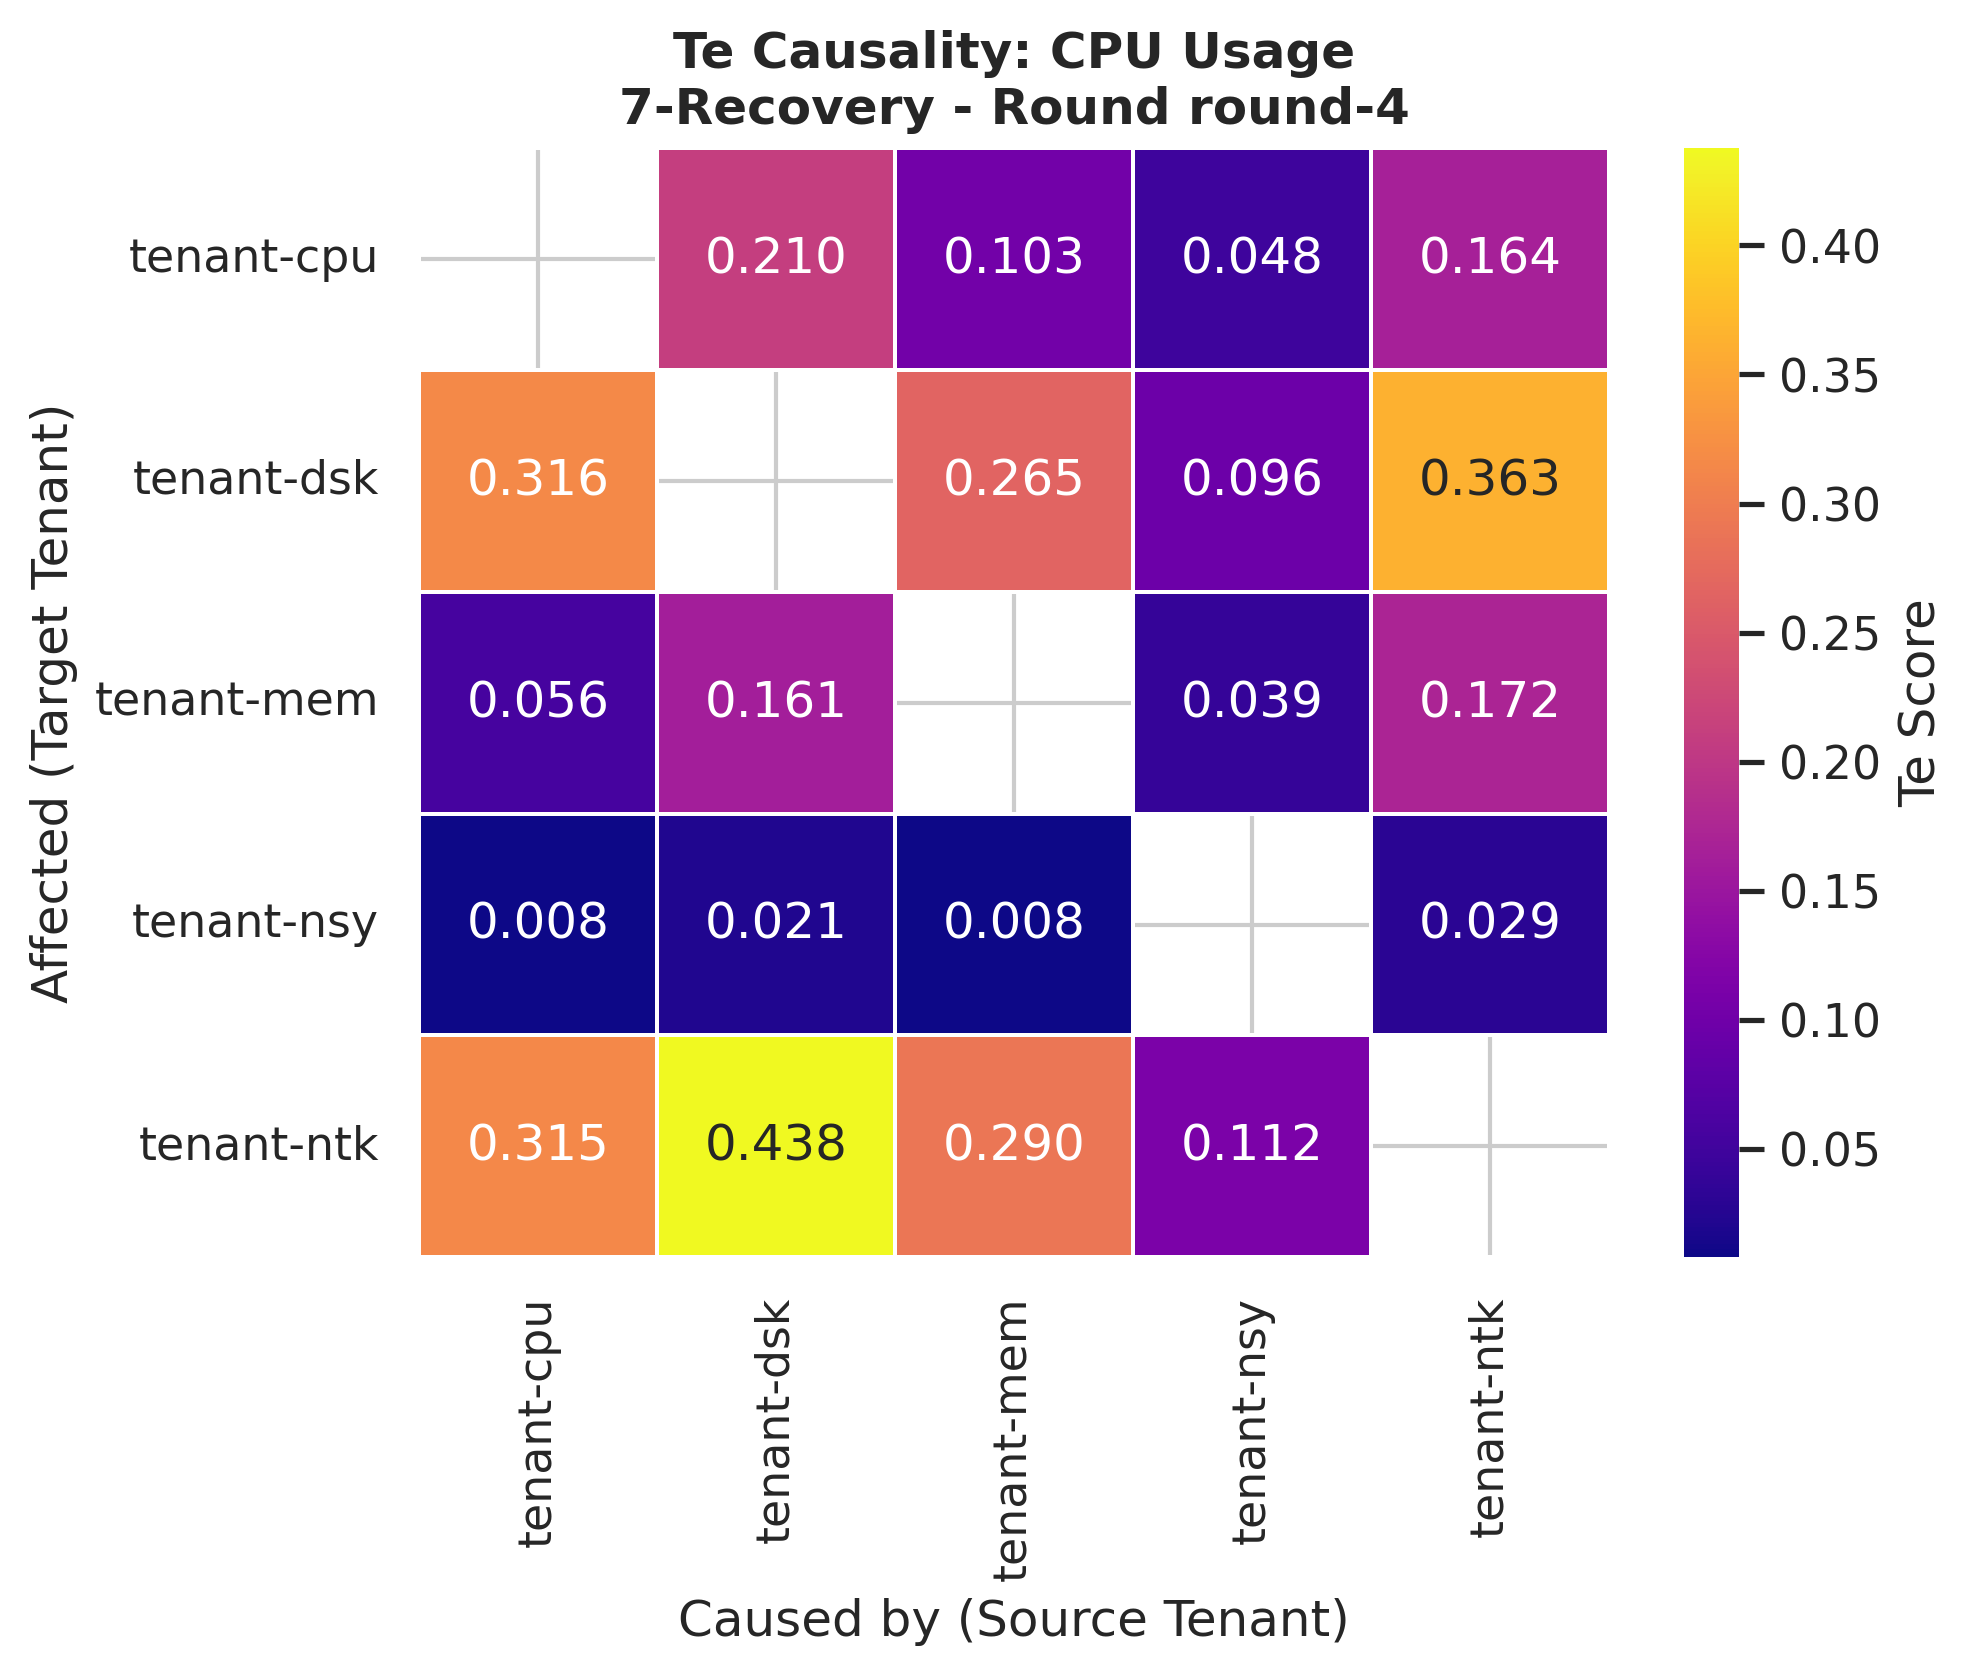 Te Causality: CPU Usage
7-Recovery - Round round-4
Affected (Target Tenant)
tenant-cpu 0.210 0.103 0.048 0.164
tenant-dsk 0.316 0.265 0.096 0.363
tenant-mem 0.056 0.161 0.039 0.172
tenant-nsy 0.008 0.021 0.008 0.029
tenant-ntk 0.315 0.438 0.290 0.112
tenant-cpu tenant-dsk tenant-mem tenant-nsy tenant-ntk
Caused by (Source Tenant)
0.40
0.35
0.30
0.25
0.20
0.15
0.10
0.05
Te Score